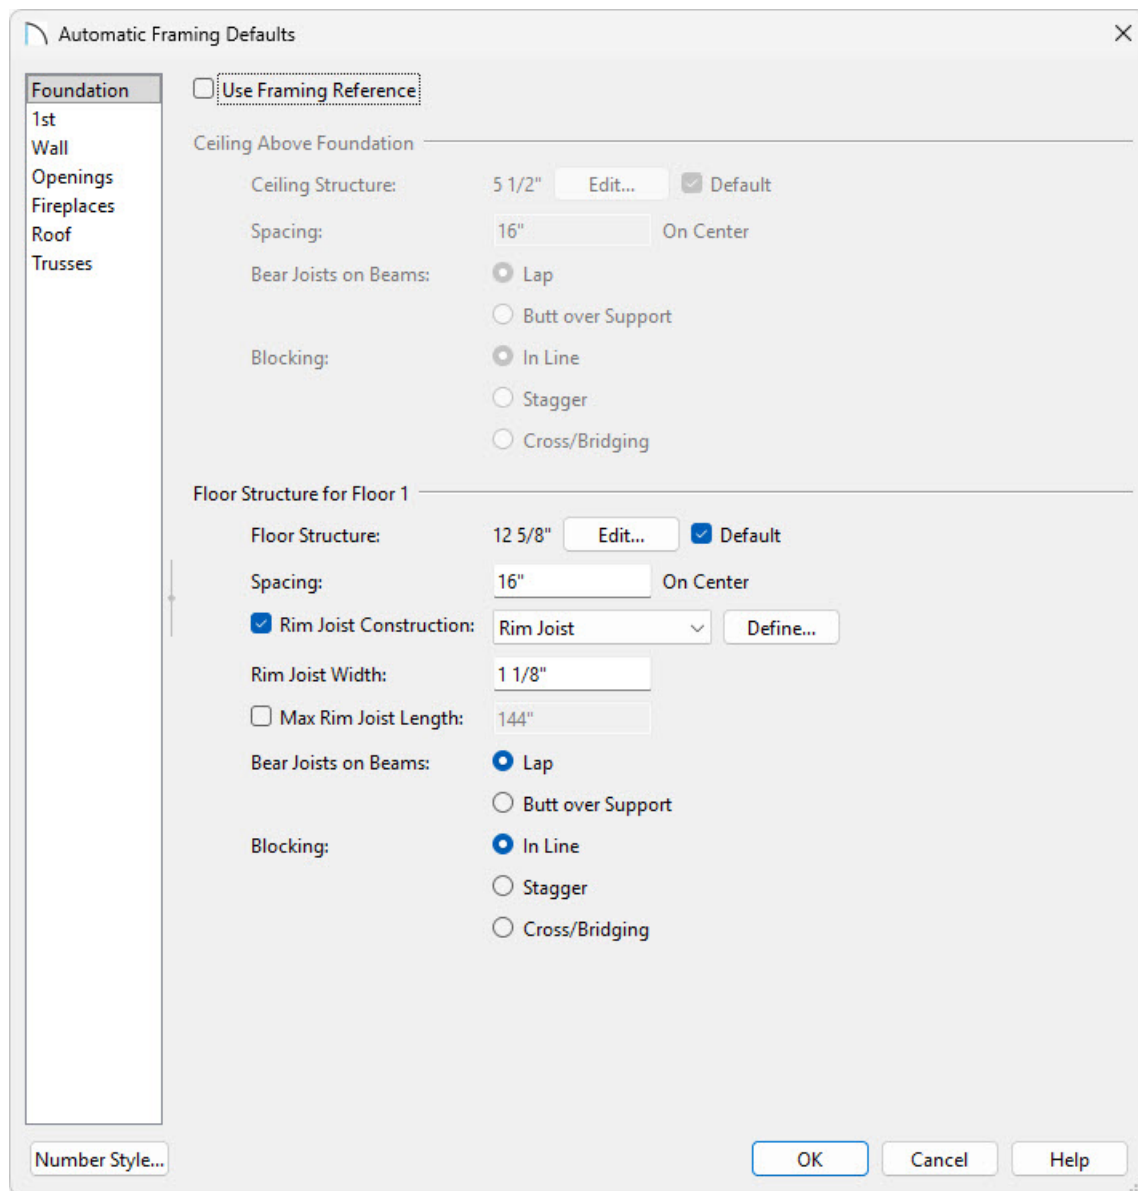 Automatic Framing Defaults
Foundation
1st
Wall
Openings
Fireplaces
Roof
Trusses
Use Framing Reference
Ceiling Above Foundation
Ceiling Structure: 5 1/2" Edit... Default
Spacing: 16" On Center
Bear Joists on Beams: Lap
Butt over Support
Blocking: In Line
Stagger
Cross/Bridging
Floor Structure for Floor 1
Floor Structure: 12 5/8" Edit... Default
Spacing: 16" On Center
Rim Joist Construction: Rim Joist Define...
Rim Joist Width: 1 1/8"
Max Rim Joist Length: 144"
Bear Joists on Beams: Lap
Butt over Support
Blocking: In Line
Stagger
Cross/Bridging
Number Style... OK Cancel Help